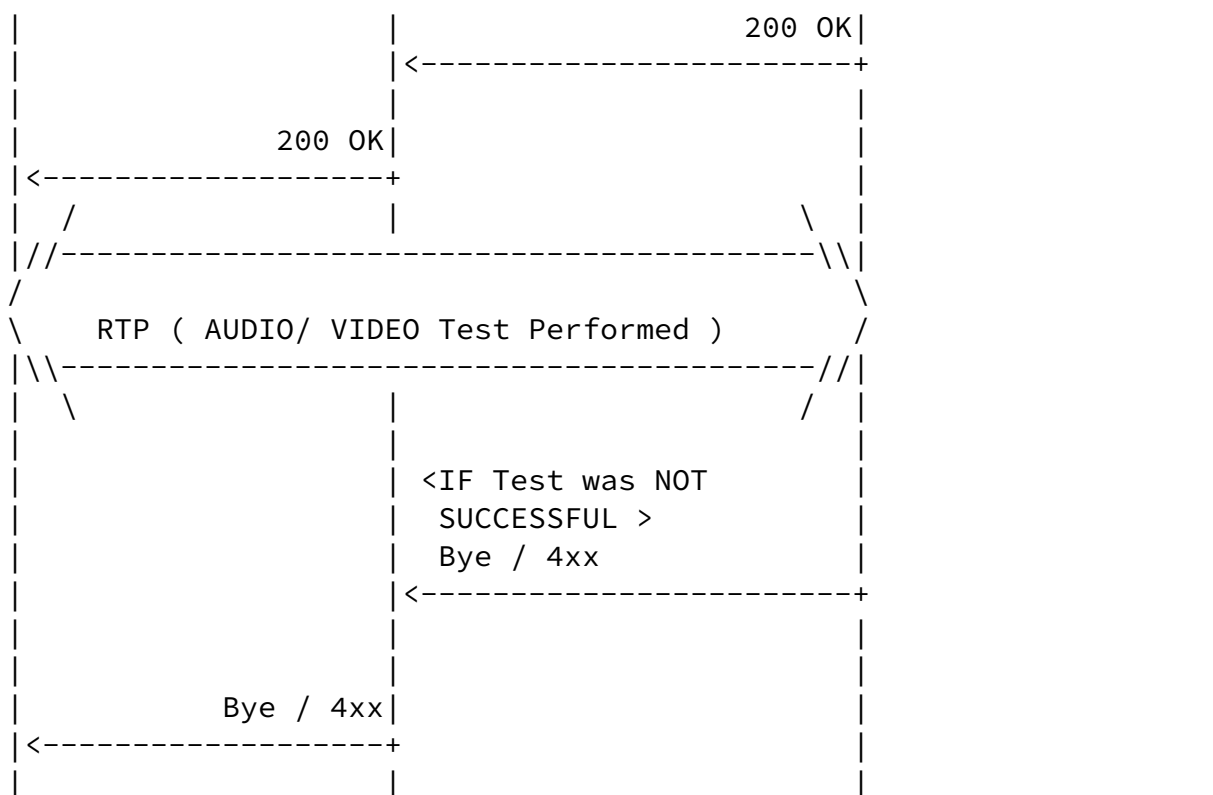 200 OK
200 OK
RTP ( AUDIO/ VIDEO Test Performed )
<IF Test was NOT
SUCCESSFUL >
Bye / 4xx
Bye / 4xx